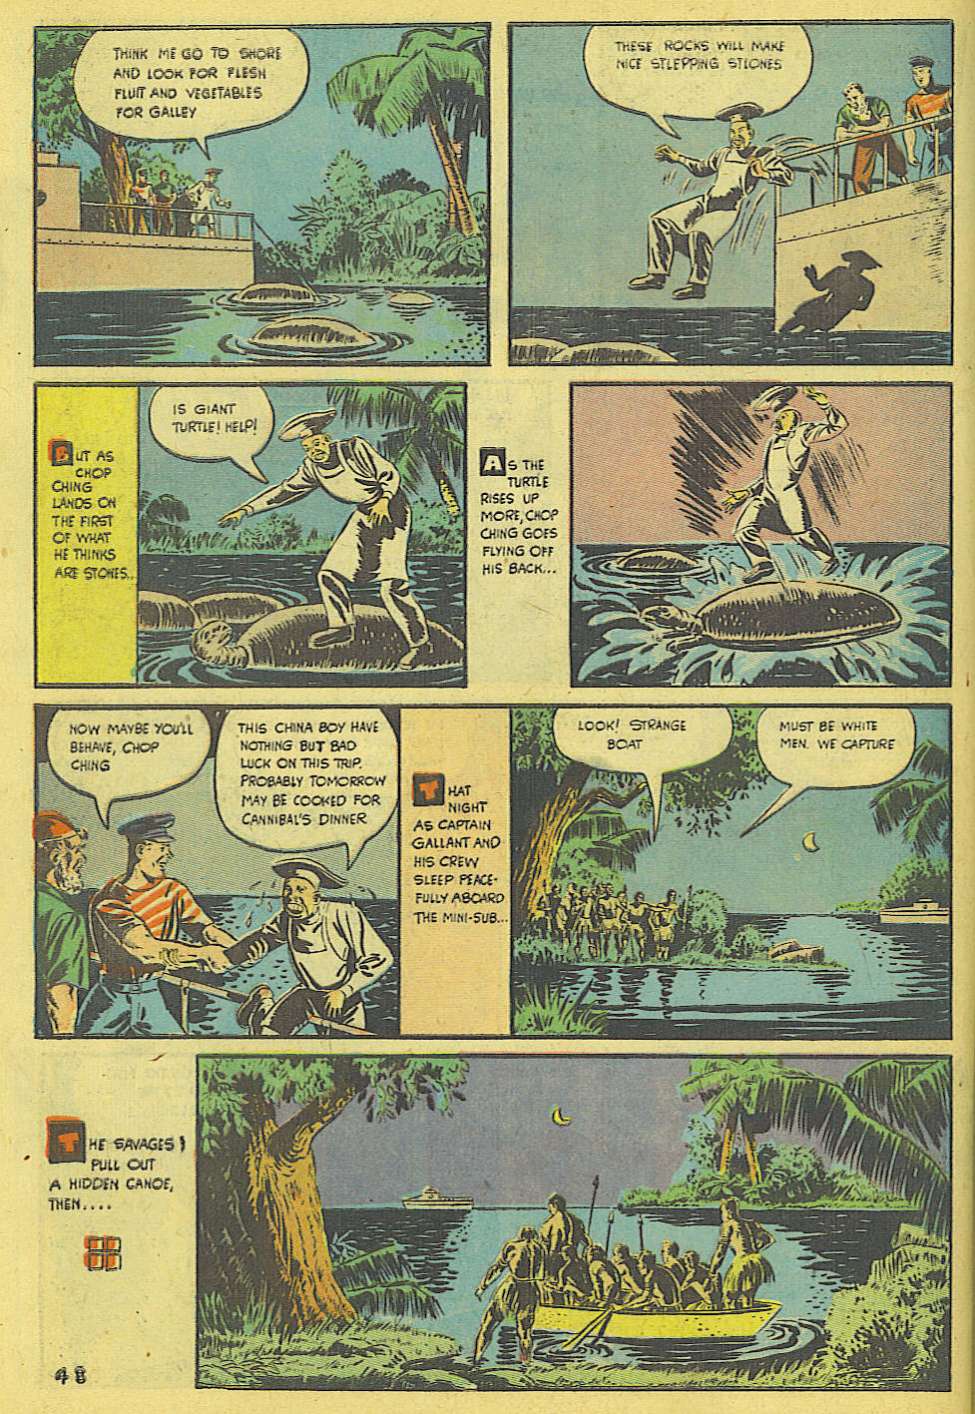 THINK ME GO TO SHORE
AND LOOK FOR FLESH
FLUIT AND VEGETABLES
FOR GALLEY
THESE ROCKS WILL MAKE
NICE STLEPPING STLONES
BUT AS
CHOP
CHING
LANDS ON
THE FIRST
OF WHAT
HE THINKS
ARE STONES...
IS GIANT
TURTLE! HELP!
AS THE
TURTLE
RISES UP
MORE, CHOP
CHING GOES
FLYING OFF
HIS BACK...
NOW MAYBE YOU'LL
BEHAVE, CHOP
CHING
THIS CHINA BOY HAVE
NOTHING BUT BAD
LUCK ON THIS TRIP.
PROBABLY TOMORROW
MAY BE COOKED FOR
CANNIBAL'S DINNER
THAT
NIGHT
AS CAPTAIN
GALLANT AND
HIS CREW
SLEEP PEACE-
FULLY ABOARD
THE MINI-SUB...
LOOK! STRANGE
BOAT
MUST BE WHITE
MEN. WE CAPTURE
THE SAVAGES
PULL OUT
A HIDDEN CANOE,
THEN....
48